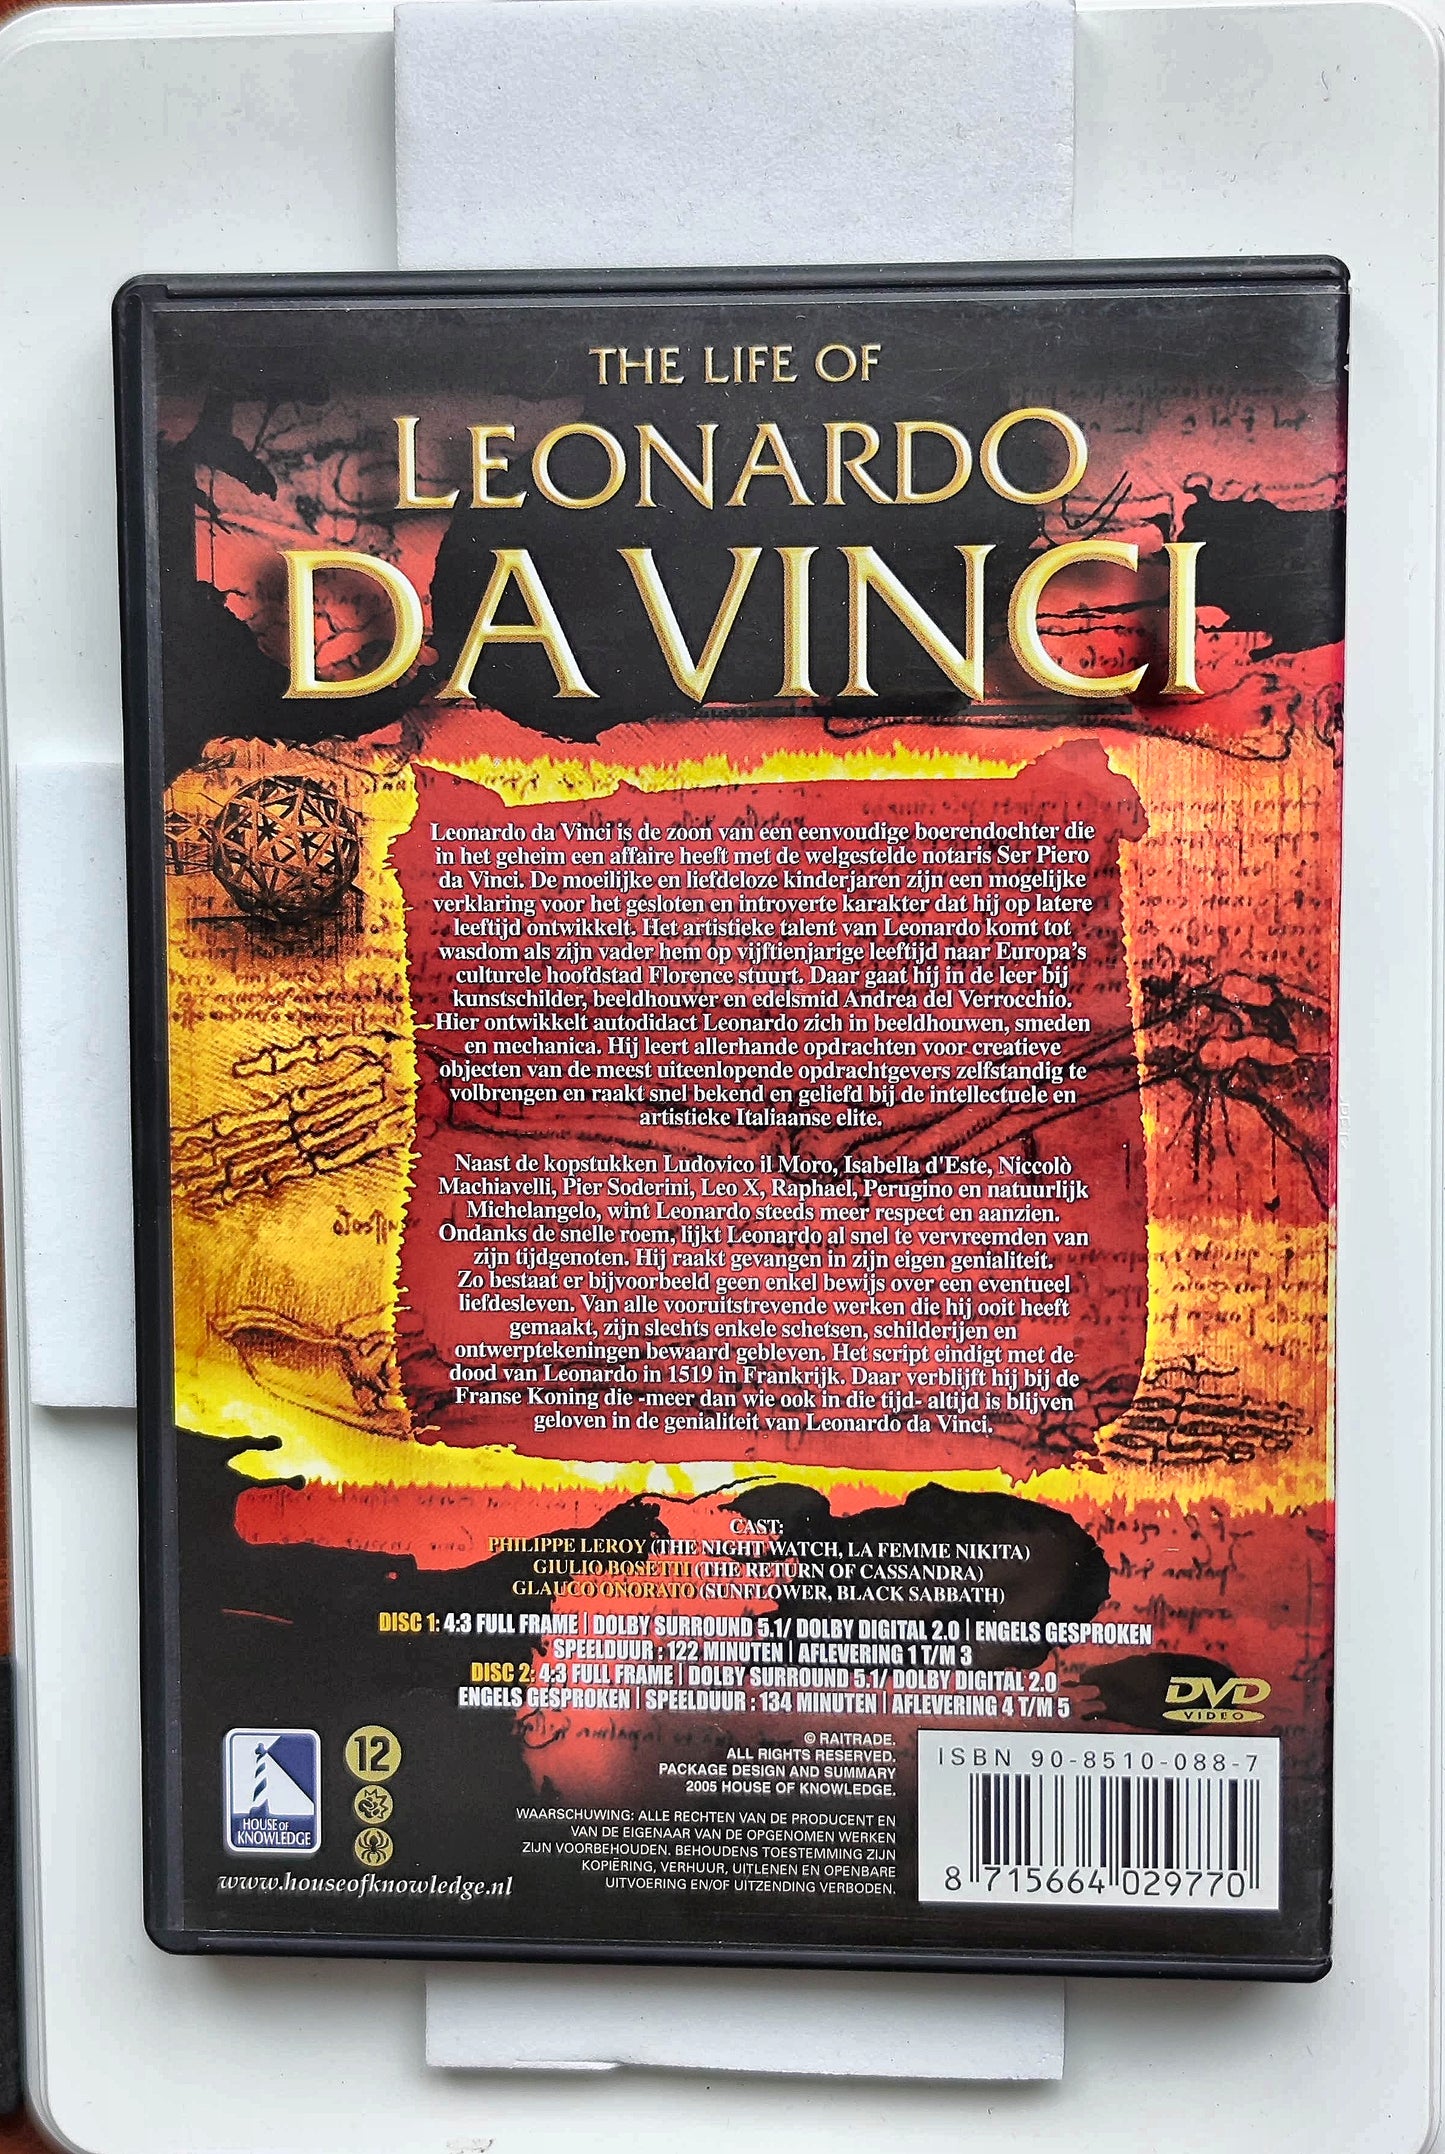 THE LIFE OF
LEONARDO
DA VINCI
Leonardo da Vinci is de zoon van een eenvoudige boerendochter die
in het geheim een affaire heeft met de welgestelde notaris Ser Piero
da Vinci. De moeilijke en liefdeloze kinderjaren zijn een mogelijke
verklaring voor het gesloten en introverte karakter dat hij op latere
leeftijd ontwikkelt. Het artistieke talent van Leonardo komt tot
wasdom als zijn vader hem op vijftienjarige leeftijd naar Europa's
culturele hoofdstad Florence stuurt. Daar gaat hij in de leer bij
kunstschilder, beeldhouwer en edelsmid Andrea del Verrocchio.
Hier ontwikkelt autodidact Leonardo zich in beeldhouwen, smeden
en mechanica. Hij leert allerhande opdrachten voor creatieve
objecten van de meest uiteenlopende opdrachtgevers zelfstandig te
volbrengen en raakt snel bekend en geliefd bij de intellectuele en
artistieke Italiaanse elite.
Naast de kopstukken Ludovico il Moro, Isabella d'Este, Niccolò
Machiavelli, Pier Soderini, Leo X, Raphael, Perugino en natuurlijk
Michelangelo, wint Leonardo steeds meer respect en aanzien.
Ondanks de snelle roem, lijkt Leonardo al snel te vervreemden van
zijn tijdgenoten. Hij raakt gevangen in zijn eigen genialiteit.
Zo bestaat er bijvoorbeeld geen enkel bewijs over een eventueel
liefdesleven. Van alle vooruitstrevende werken die hij ooit heeft
gemaakt, zijn slechts enkele schetsen, schilderijen en
ontwerptekeningen bewaard gebleven. Het script eindigt met de
dood van Leonardo in 1519 in Frankrijk. Daar verblijft hij bij de
Franse Koning die -meer dan wie ook in die tijd- altijd is blijven
geloven in de genialiteit van Leonardo da Vinci.
CAST:
PHILIPPE LEROY (THE NIGHT WATCH, LA FEMME NIKITA)
GIULIO BOSETTI (THE RETURN OF CASSANDRA)
GLAUCO ONORATO (SUNFLOWER, BLACK SABBATH)
DISC 1: 4:3 FULL FRAME | DOLBY SURROUND 5.1/ DOLBY DIGITAL 2.0 | ENGELS GESPROKEN
SPEELDUUR : 122 MINUTEN | AFLEVERING 1 T/M 3
DISC 2: 4:3 FULL FRAME | DOLBY SURROUND 5.1/ DOLBY DIGITAL 2.0
ENGELS GESPROKEN | SPEELDUUR : 134 MINUTEN | AFLEVERING 4 T/M 5
DVD
VIDEO
HOUSE OF
KNOWLEDGE
12
www.houseofknowledge.nl
© RAITRADE.
ALL RIGHTS RESERVED.
PACKAGE DESIGN AND SUMMARY
2005 HOUSE OF KNOWLEDGE.
WAARSCHUWING: ALLE RECHTEN VAN DE PRODUCENT EN
VAN DE EIGENAAR VAN DE OPGENOMEN WERKEN
ZIJN VOORBEHOUDEN. BEHOUDENS TOESTEMMING ZIJN
KOPIËRING, VERHUUR, UITLENEN EN OPENBARE
UITVOERING EN/OF UITZENDING VERBODEN.
ISBN 90-8510-088-7
8 715664 029770